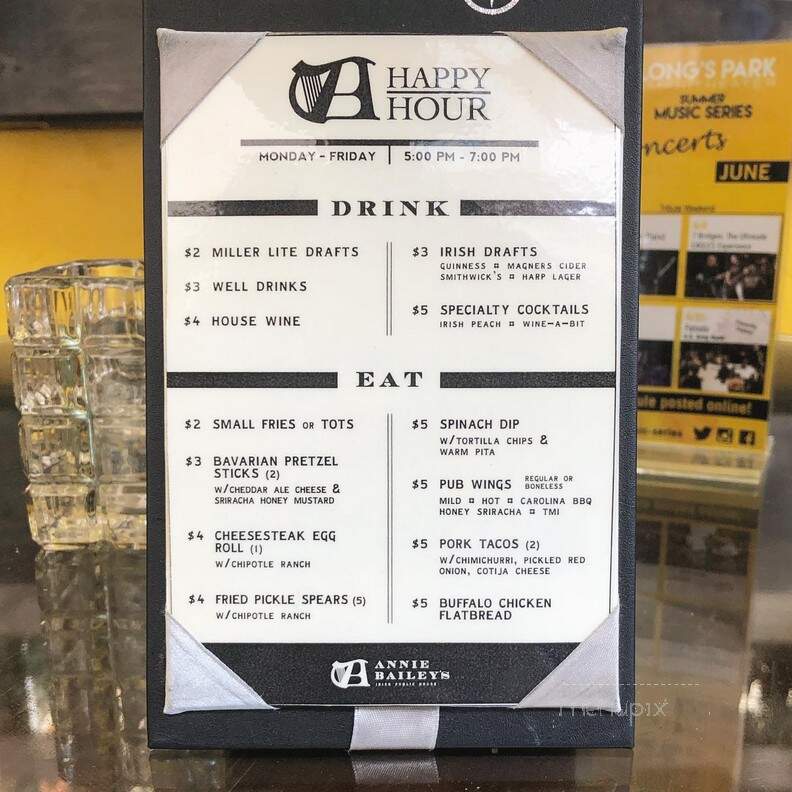 A HAPPY
HOUR
MONDAY - FRIDAY | 5:00 PM - 7:00 PM
DRINK
$2 MILLER LITE DRAFTS
$3 WELL DRINKS
$4 HOUSE WINE
$3 IRISH DRAFTS
GUINNESS ¤ MAGNERS CIDER
SMITHWICK'S ¤ HARP LAGER
$5 SPECIALTY COCKTAILS
IRISH PEACH ¤ WINE-A-BIT
EAT
$2 SMALL FRIES OR TOTS
$3 BAVARIAN PRETZEL
STICKS (2)
W/CHEDDAR ALE CHEESE &
SRIRACHA HONEY MUSTARD
$4 CHEESESTEAK EGG
ROLL (1)
W/CHIPOTLE RANCH
$4 FRIED PICKLE SPEARS (5)
W/CHIPOTLE RANCH
$5 SPINACH DIP
W/TORTILLA CHIPS &
WARM PITA
$5 PUB WINGS REGULAR OR
BONELESS
MILD ¤ HOT ¤ CAROLINA BBQ
HONEY SRIRACHA ¤ TMI
$5 PORK TACOS (2)
W/CHIMICHURRI, PICKLED RED
ONION, COTIJA CHEESE
$5 BUFFALO CHICKEN
FLATBREAD
A ANNIE
BAILEY'S
IRISH PUBLIC HOUSE
LONG'S PARK
SUMMER
MUSIC SERIES
ncerts
JUNE
ule posted online!
-series
menupix